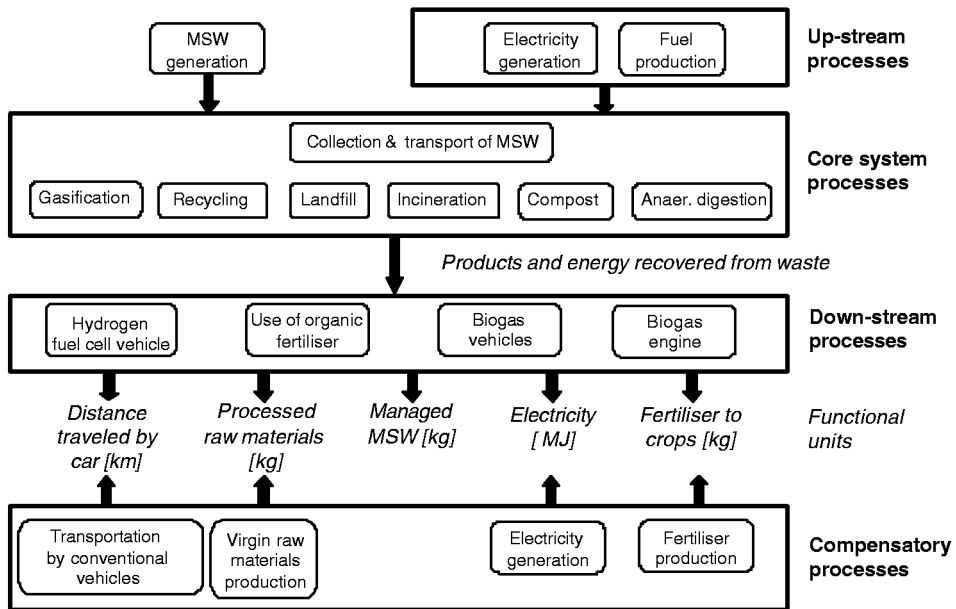 MSW
generation
Electricity
generation
Fuel
production
Up-stream
processes
Collection & transport of MSW
Gasification
Recycling
Landfill
Incineration
Compost
Anaer. digestion
Core system
processes
Products and energy recovered from waste
Hydrogen
fuel cell vehicle
Use of organic
fertiliser
Biogas
vehicles
Biogas
engine
Down-stream
processes
Distance
traveled by
car [km]
Processed
raw materials
[kg]
Managed
MSW [kg]
Electricity
[ MJ]
Fertiliser to
crops [kg]
Functional
units
Transportation
by conventional
vehicles
Virgin raw
materials
production
Electricity
generation
Fertiliser
production
Compensatory
processes